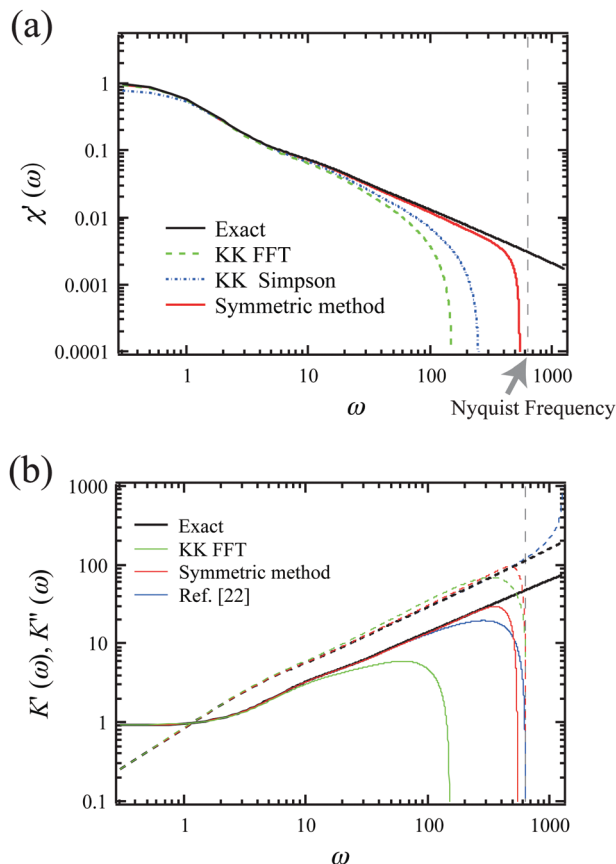 (a)
1
0.1
0.01
0.001
0.0001
χ' (ω)
Exact
KK FFT
KK Simpson
Symmetric method
1
10
100
1000
ω
Nyquist Frequency
(b)
1000
100
10
1
0.1
K' (ω), K" (ω)
Exact
KK FFT
Symmetric method
Ref. [22]
1
10
100
1000
ω